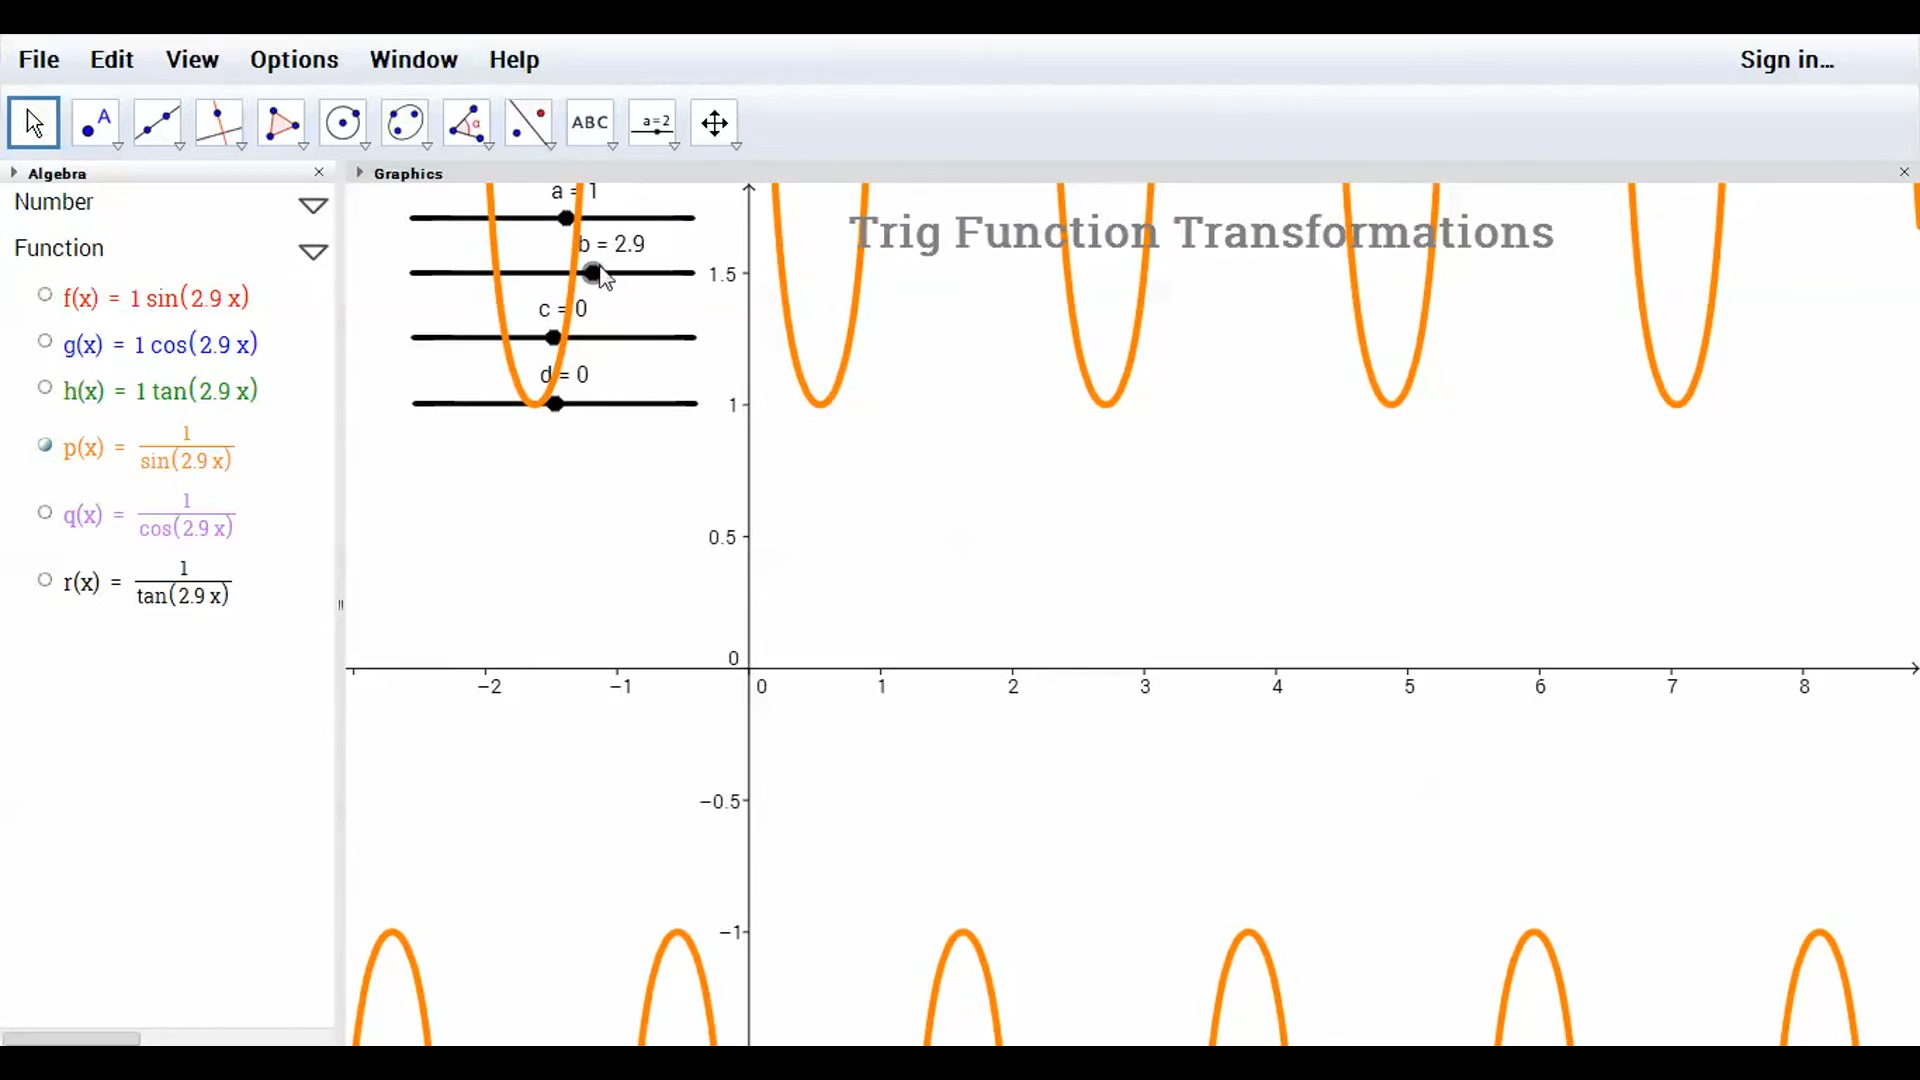 File Edit View Options Window Help Sign in...
A α ABC a=2
Algebra Graphics
Number
Function
f(x) = 1 sin(2.9 x)
g(x) = 1 cos(2.9 x)
h(x) = 1 tan(2.9 x)
p(x) = 1/sin(2.9 x)
q(x) = 1/cos(2.9 x)
r(x) = 1/tan(2.9 x)
a = 1
b = 2.9
c = 0
d = 0
Trig Function Transformations
1.5
1
0.5
0
−2 −1 0 1 2 3 4 5 6 7 8
−0.5
−1